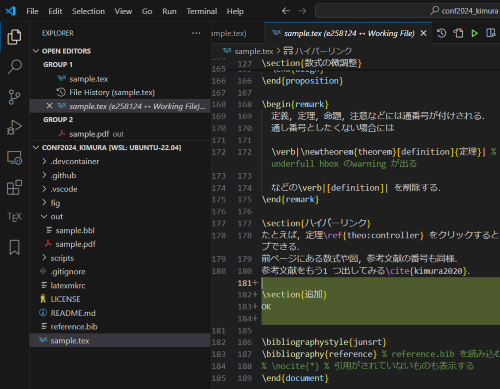 File Edit Selection View Go Run ...
conf2024_kimura
EXPLORER
OPEN EDITORS
GROUP 1
sample.tex
File History (sample.tex)
sample.tex (e258124 ↔ Working File)...
GROUP 2
sample.pdf out
CONF2024_KIMURA [WSL: UBUNTU-22.04]
.devcontainer
.github
.vscode
fig
out
sample.bbl
sample.pdf
scripts
.gitignore
latexmkrc
LICENSE
README.md
reference.bib
sample.tex
sample.tex (e258124 ↔ Working File)
sample.tex > ハイパーリンク
127 \section{数式の微調整}
165 165 \end{align}
166 166 \end{proposition}
167 167
168 168 \begin{remark}
169 169 定義, 定理, 命題, 注意などには通番号が付けされる.
170 170 通し番号としたくない場合には
171 171
172 172 \verb|\newtheorem{theorem}[definition]{定理}| %
underfull hbox のwarning が出る
173 173
174 174 などの\verb|[definition]| を削除する.
175 175 \end{remark}
176 176
177 177 \section{ハイパーリンク}
178 178 たとえば, 定理\ref{theo:controller} をクリックすると
プできる.
179 179 前ページにある数式や図, 参考文献の番号も同様.
180 180 参考文献をもう1 つ出してみる\cite{kimura2020}.
181+
182+ \section{追加}
183+ OK
184+
181 185
182 186 \bibliographystyle{junsrt}
183 187 \bibliography{reference} % reference.bib を読み込む
184 188 % \nocite{*} % 引用がされていないものも表示する
185 189 \end{document}